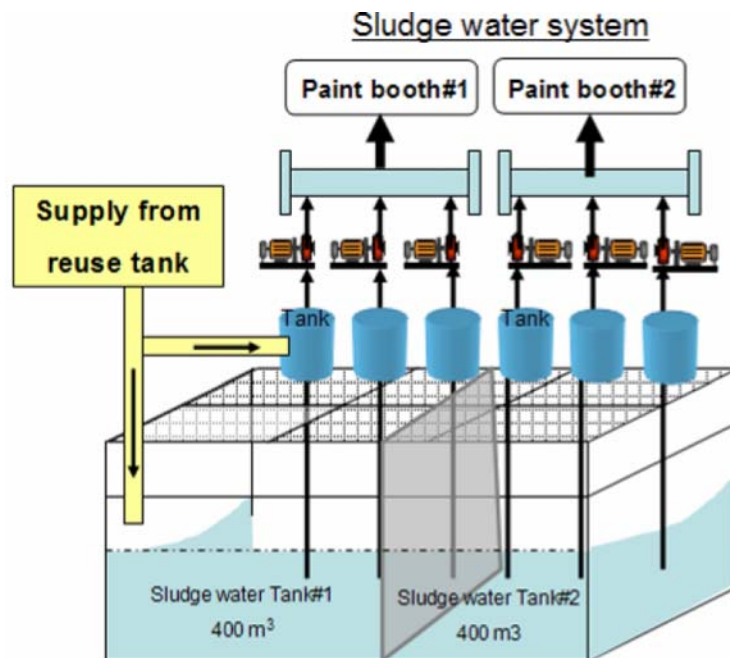 Sludge water system
Paint booth#1
Paint booth#2
Supply from
reuse tank
Tank
Tank
Sludge water Tank#1
400 m³
Sludge water Tank#2
400 m3